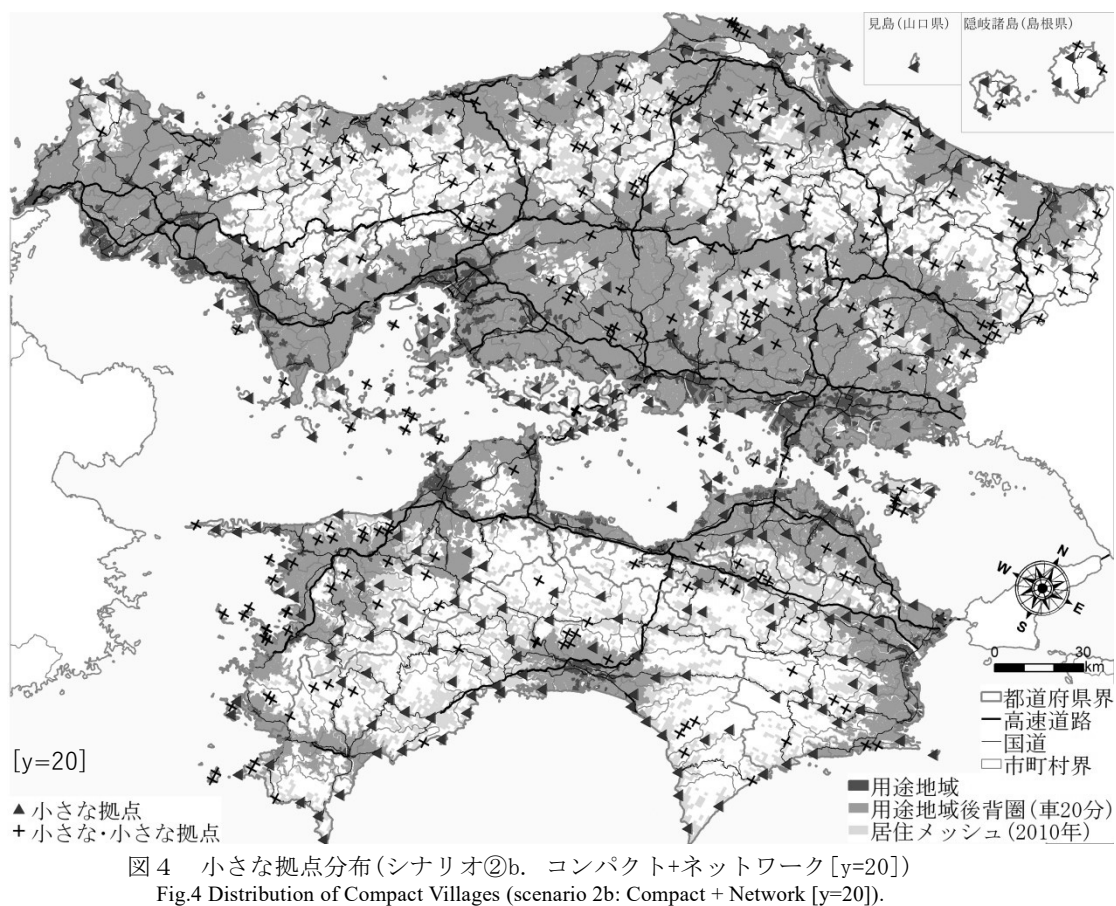 見島(山口県)
隠岐諸島(島根県)
N
W
E
S
0 30
km
都道府県界
高速道路
国道
市町村界
[y=20]
用途地域
▲ 小さな拠点
用途地域後背圏(車20分)
+ 小さな・小さな拠点
居住メッシュ(2010年)
図4 小さな拠点分布(シナリオ②b. コンパクト+ネットワーク[y=20])
Fig.4 Distribution of Compact Villages (scenario 2b: Compact + Network [y=20]).